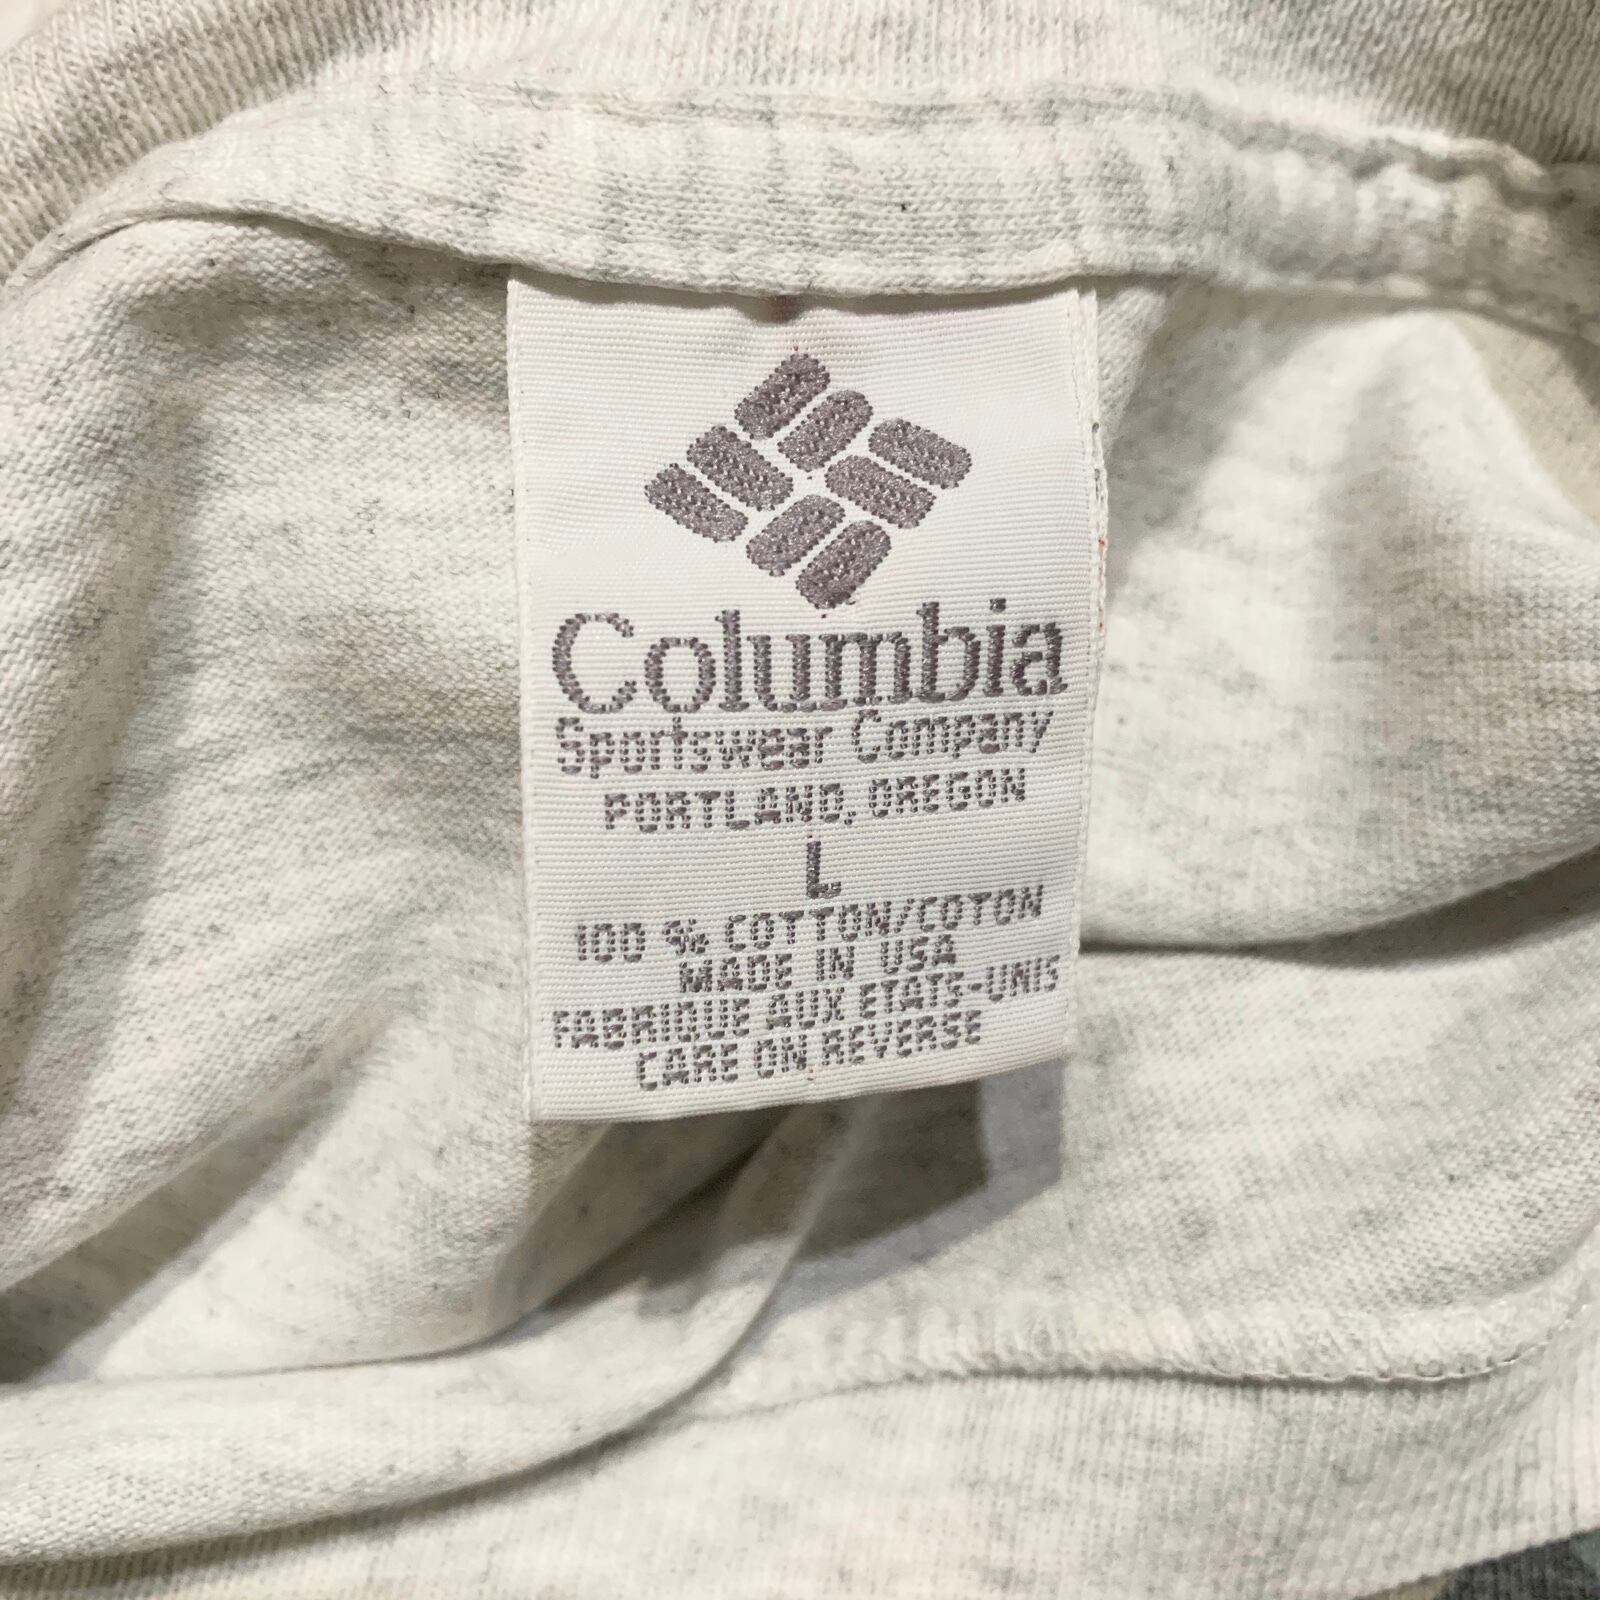 Columbia
Sportswear Company
PORTLAND, OREGON
L
100 % COTTON/COTON
MADE IN USA
FABRIQUE AUX ETATS-UNIS
CARE ON REVERSE